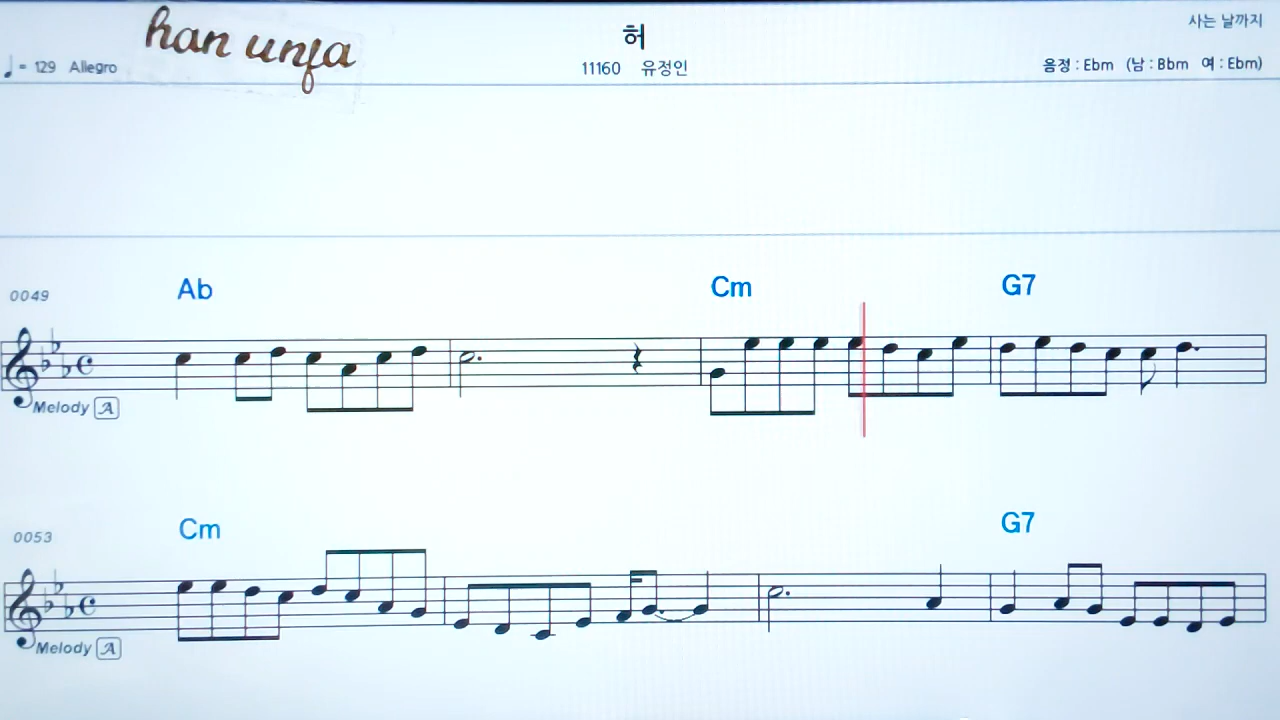 han unja
허
사는 날까지
♩ = 129 Allegro
11160 유정인
음정 : Ebm (남 : Bbm 여 : Ebm)
Ab Cm G7
0049
Melody A
Cm G7
0053
Melody A